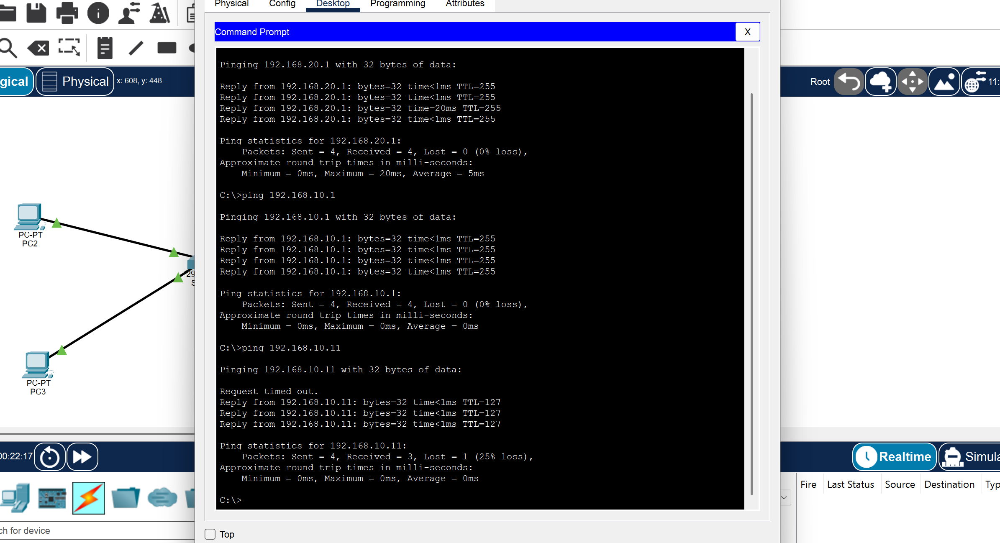 Physical Config Desktop Programming Attributes
Command Prompt X
gical Physical x: 608, y: 448
Root 11:
Pinging 192.168.20.1 with 32 bytes of data:
Reply from 192.168.20.1: bytes=32 time<1ms TTL=255
Reply from 192.168.20.1: bytes=32 time<1ms TTL=255
Reply from 192.168.20.1: bytes=32 time=20ms TTL=255
Reply from 192.168.20.1: bytes=32 time<1ms TTL=255
Ping statistics for 192.168.20.1:
Packets: Sent = 4, Received = 4, Lost = 0 (0% loss),
Approximate round trip times in milli-seconds:
Minimum = 0ms, Maximum = 20ms, Average = 5ms
C:\>ping 192.168.10.1
Pinging 192.168.10.1 with 32 bytes of data:
Reply from 192.168.10.1: bytes=32 time<1ms TTL=255
Reply from 192.168.10.1: bytes=32 time<1ms TTL=255
Reply from 192.168.10.1: bytes=32 time<1ms TTL=255
Reply from 192.168.10.1: bytes=32 time<1ms TTL=255
Ping statistics for 192.168.10.1:
Packets: Sent = 4, Received = 4, Lost = 0 (0% loss),
Approximate round trip times in milli-seconds:
Minimum = 0ms, Maximum = 0ms, Average = 0ms
C:\>ping 192.168.10.11
Pinging 192.168.10.11 with 32 bytes of data:
Request timed out.
Reply from 192.168.10.11: bytes=32 time<1ms TTL=127
Reply from 192.168.10.11: bytes=32 time<1ms TTL=127
Reply from 192.168.10.11: bytes=32 time<1ms TTL=127
Ping statistics for 192.168.10.11:
Packets: Sent = 4, Received = 3, Lost = 1 (25% loss),
Approximate round trip times in milli-seconds:
Minimum = 0ms, Maximum = 0ms, Average = 0ms
C:\>
PC-PT
PC2
29
S
PC-PT
PC3
00:22:17
Realtime Simula
Fire Last Status Source Destination Typ
ch for device
Top